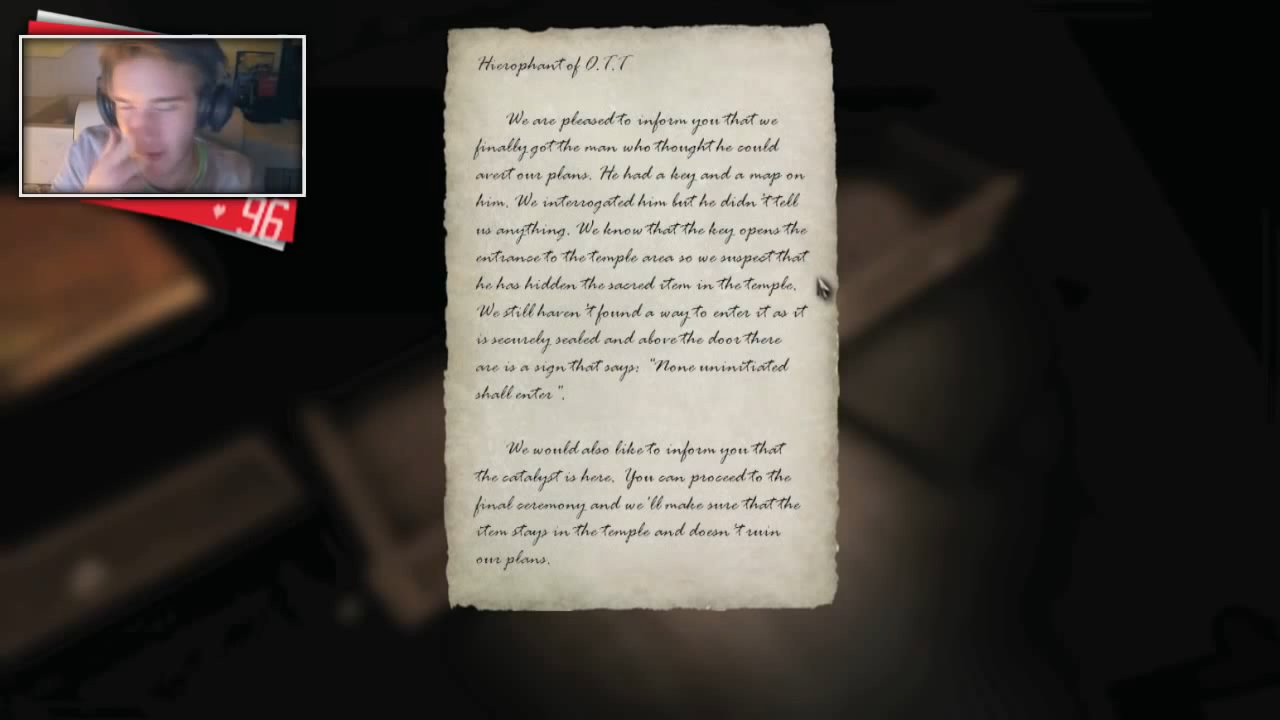 96
Hierophant of O.T.T
We are pleased to inform you that we
finally got the man who thought he could
avert our plans. He had a key and a map on
him. We interrogated him but he didn't tell
us anything. We know that the key opens the
entrance to the temple area so we suspect that
he has hidden the sacred item in the temple.
We still haven't found a way to enter it as it
is securely sealed and above the door there
are is a sign that says: "None uninitiated
shall enter".
We would also like to inform you that
the catalyst is here. You can proceed to the
final ceremony and we'll make sure that the
item stays in the temple and doesn't ruin
our plans.